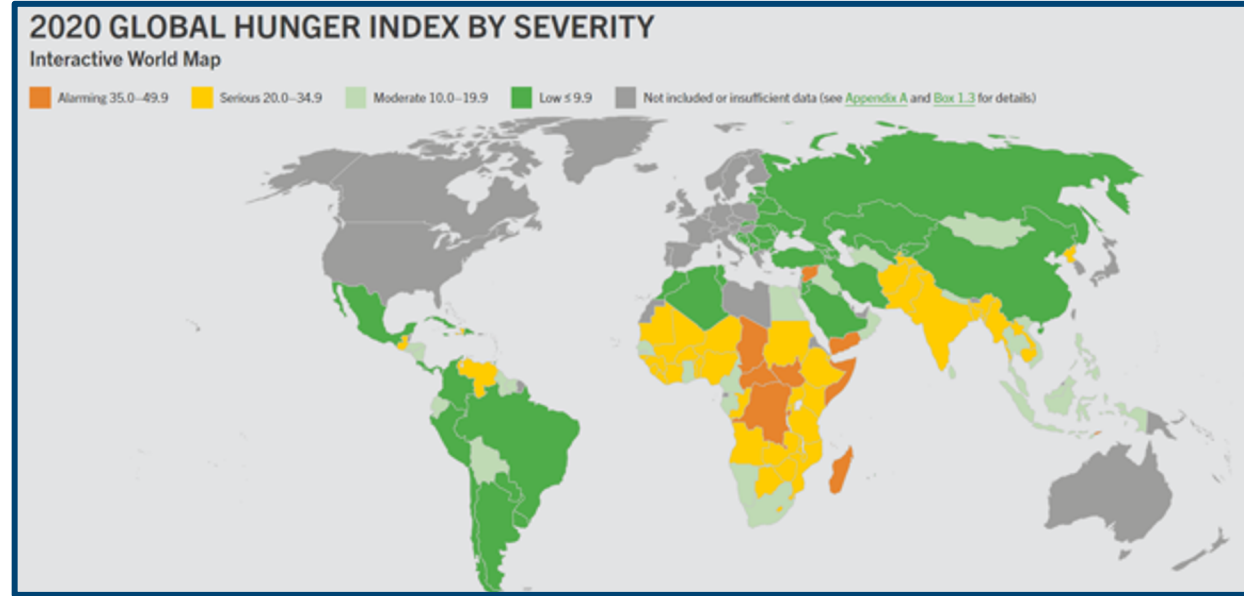 2020 GLOBAL HUNGER INDEX BY SEVERITY
Interactive World Map
Alarming 35.0–49.9 Serious 20.0–34.9 Moderate 10.0–19.9 Low ≤ 9.9 Not included or insufficient data (see Appendix A and Box 1.3 for details)